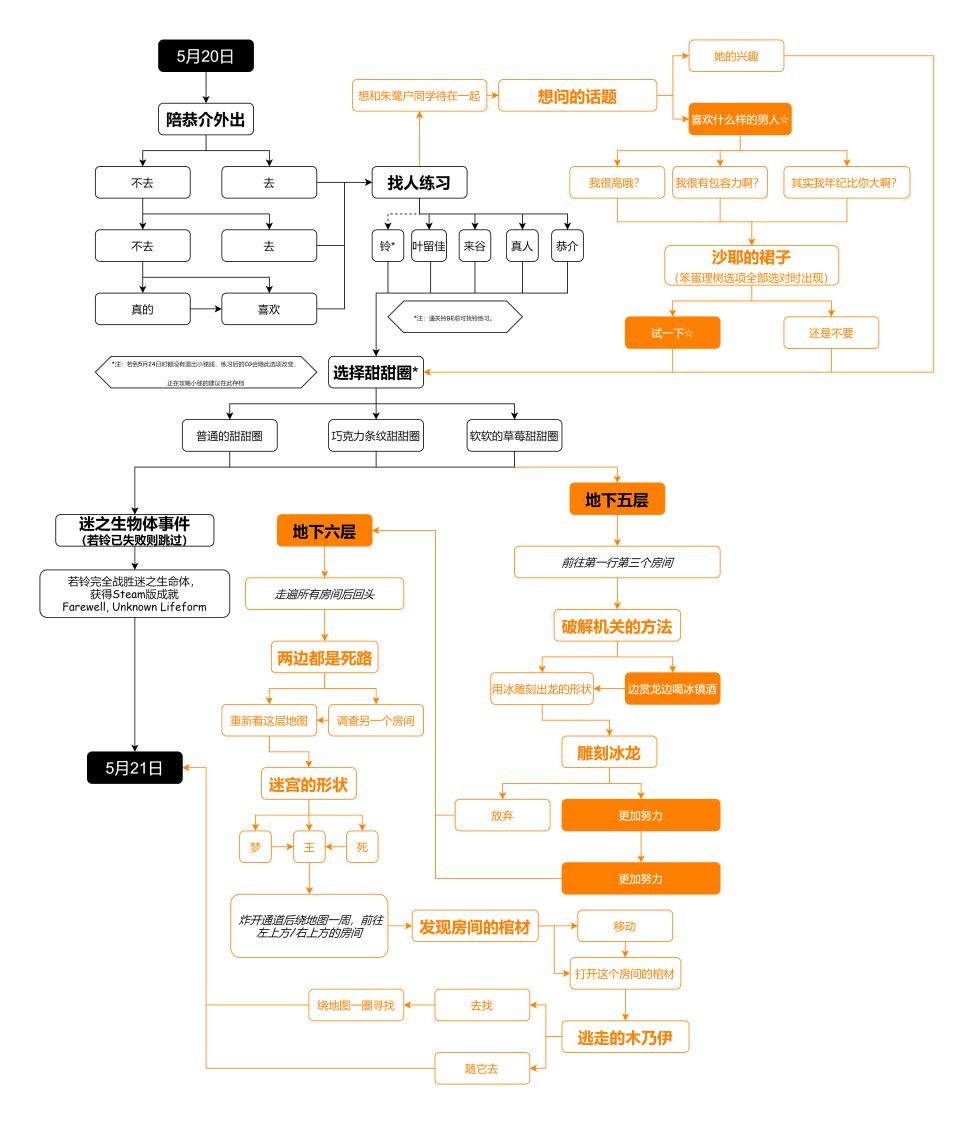 5月20日
陪恭介外出
不去
去
不去
去
真的
喜欢
找人练习
铃*
叶留佳
来谷
真人
恭介
*注：通关铃BE前可找铃练习。
想和朱鹭户同学待在一起
想问的话题
她的兴趣
喜欢什么样的男人☆
我很高哦？
我很有包容力啊？
其实我年纪比你大啊？
沙耶的裙子
（笨蛋理树选项全部选对时出现）
试一下☆
还是不要
*注：若到5月24日时都没有退出小毬线，练习后的CG会随此选项改变，
正在攻略小毬的建议在此存档
选择甜甜圈*
普通的甜甜圈
巧克力条纹甜甜圈
软软的草莓甜甜圈
迷之生物体事件
（若铃已失败则跳过）
若铃完全战胜迷之生命体，
获得Steam版成就
Farewell, Unknown Lifeform
5月21日
地下五层
前往第一行第三个房间
破解机关的方法
用冰雕刻出龙的形状
边赏龙边喝冰镇酒
雕刻冰龙
放弃
更加努力
更加努力
地下六层
走遍所有房间后回头
两边都是死路
重新看这层地图
调查另一个房间
迷宫的形状
梦
王
死
炸开通道后绕地图一周，前往
左上方/右上方的房间
发现房间的棺材
移动
打开这个房间的棺材
逃走的木乃伊
去找
绕地图一圈寻找
随它去